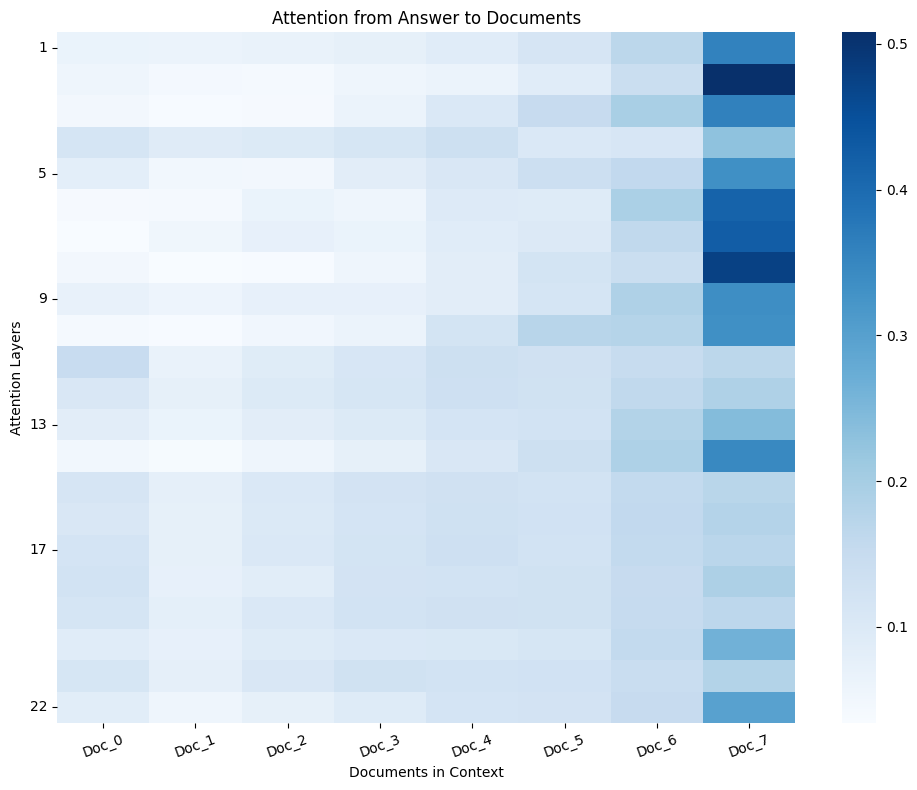 Attention from Answer to Documents
Attention Layers
1
5
9
13
17
22
Doc_0
Doc_1
Doc_2
Doc_3
Doc_4
Doc_5
Doc_6
Doc_7
Documents in Context
0.5
0.4
0.3
0.2
0.1